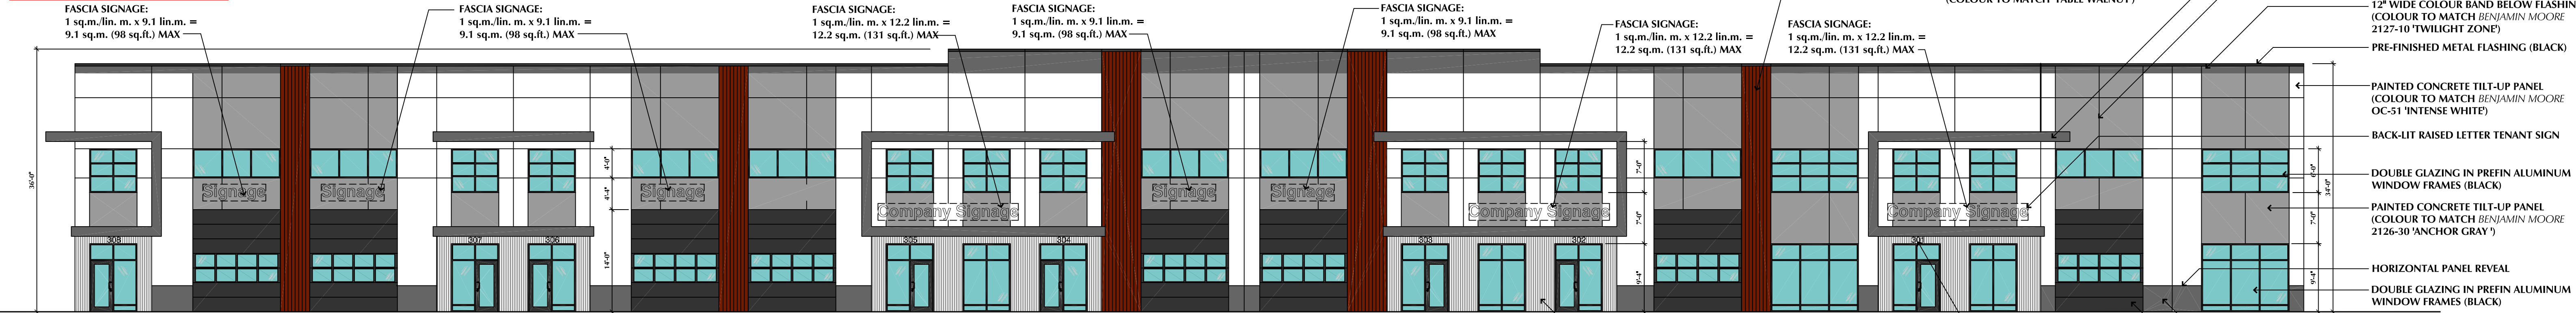 FASCIA SIGNAGE:
1 sq.m./lin. m. x 9.1 lin.m. =
9.1 sq.m. (98 sq.ft.) MAX
FASCIA SIGNAGE:
1 sq.m./lin. m. x 9.1 lin.m. =
9.1 sq.m. (98 sq.ft.) MAX
FASCIA SIGNAGE:
1 sq.m./lin. m. x 12.2 lin.m. =
12.2 sq.m. (131 sq.ft.) MAX
FASCIA SIGNAGE:
1 sq.m./lin. m. x 9.1 lin.m. =
9.1 sq.m. (98 sq.ft.) MAX
FASCIA SIGNAGE:
1 sq.m./lin. m. x 9.1 lin.m. =
9.1 sq.m. (98 sq.ft.) MAX
FASCIA SIGNAGE:
1 sq.m./lin. m. x 12.2 lin.m. =
12.2 sq.m. (131 sq.ft.) MAX
FASCIA SIGNAGE:
1 sq.m./lin. m. x 12.2 lin.m. =
12.2 sq.m. (131 sq.ft.) MAX
(COLOUR TO MATCH 'TABLE WALNUT')
12" WIDE COLOUR BAND BELOW FLASHIN
(COLOUR TO MATCH BENJAMIN MOORE
2127-10 'TWILIGHT ZONE')
PRE-FINISHED METAL FLASHING (BLACK)
PAINTED CONCRETE TILT-UP PANEL
(COLOUR TO MATCH BENJAMIN MOORE
OC-51 'INTENSE WHITE')
BACK-LIT RAISED LETTER TENANT SIGN
DOUBLE GLAZING IN PREFIN ALUMINUM
WINDOW FRAMES (BLACK)
PAINTED CONCRETE TILT-UP PANEL
(COLOUR TO MATCH BENJAMIN MOORE
2126-30 'ANCHOR GRAY ')
HORIZONTAL PANEL REVEAL
DOUBLE GLAZING IN PREFIN ALUMINUM
WINDOW FRAMES (BLACK)
36'-0"
4'-0"
4'-4"
14'-0"
7'-0"
7'-0"
9'-4"
6'-0"
7'-0"
9'-4"
34'-0"
Signage
Signage
Signage
Company Signage
Signage
Signage
Company Signage
Company Signage
308
307
306
305
304
303
302
301